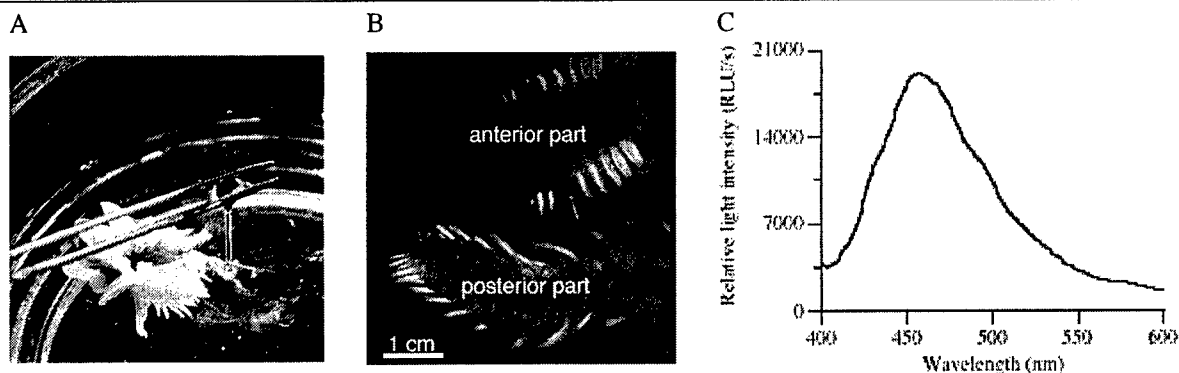 A
B
C
anterior part
posterior part
1 cm
Relative light intensity (RLU/s)
21000
14000
7000
0
400
450
500
550
600
Wavelength (nm)